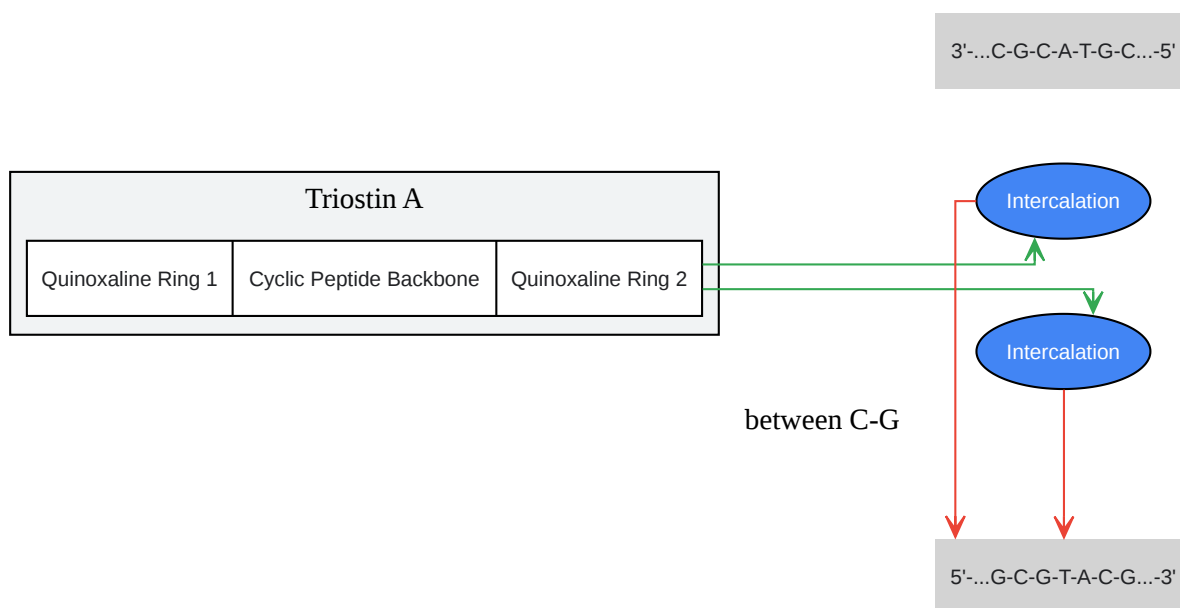 3'-...C-G-C-A-T-G-C...-5'
Triostin A
Intercalation
Quinoxaline Ring 1
Cyclic Peptide Backbone
Quinoxaline Ring 2
Intercalation
between C-G
5'-...G-C-G-T-A-C-G...-3'